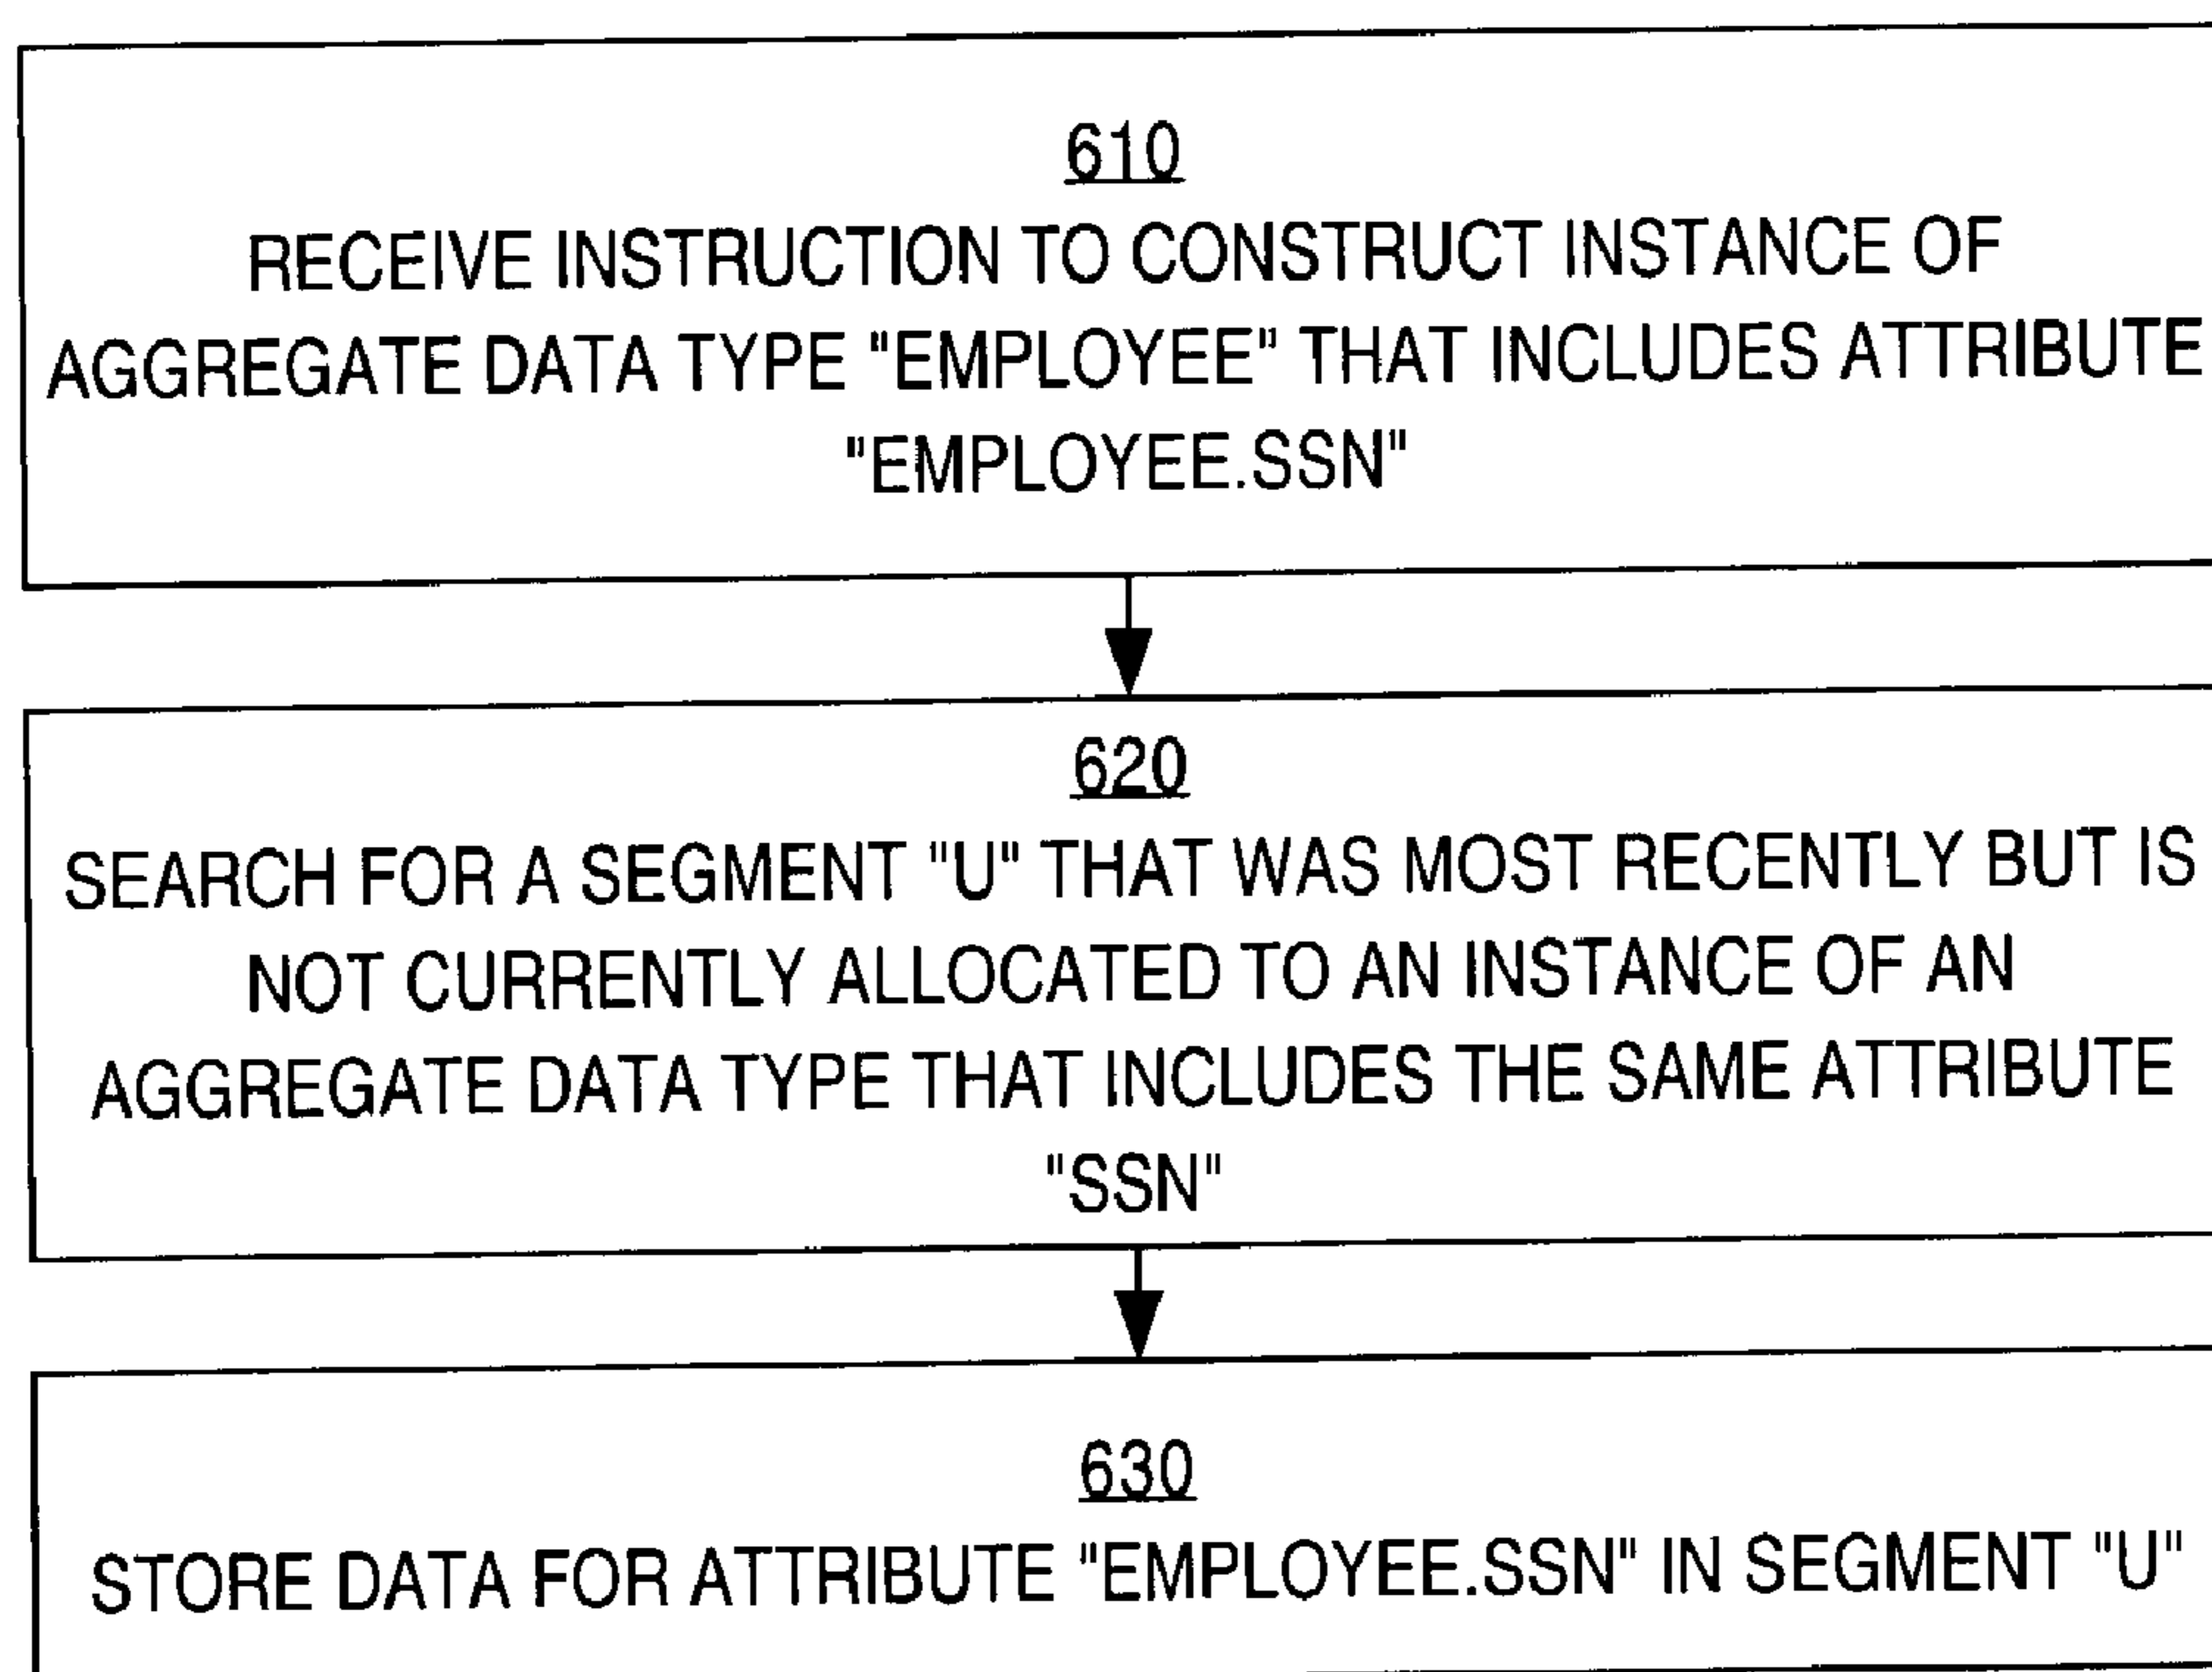 610
RECEIVE INSTRUCTION TO CONSTRUCT INSTANCE OF
AGGREGATE DATA TYPE "EMPLOYEE" THAT INCLUDES ATTRIBUTE
"EMPLOYEE.SSN"
620
SEARCH FOR A SEGMENT "U" THAT WAS MOST RECENTLY BUT IS
NOT CURRENTLY ALLOCATED TO AN INSTANCE OF AN
AGGREGATE DATA TYPE THAT INCLUDES THE SAME ATTRIBUTE
"SSN"
630
STORE DATA FOR ATTRIBUTE "EMPLOYEE.SSN" IN SEGMENT "U"